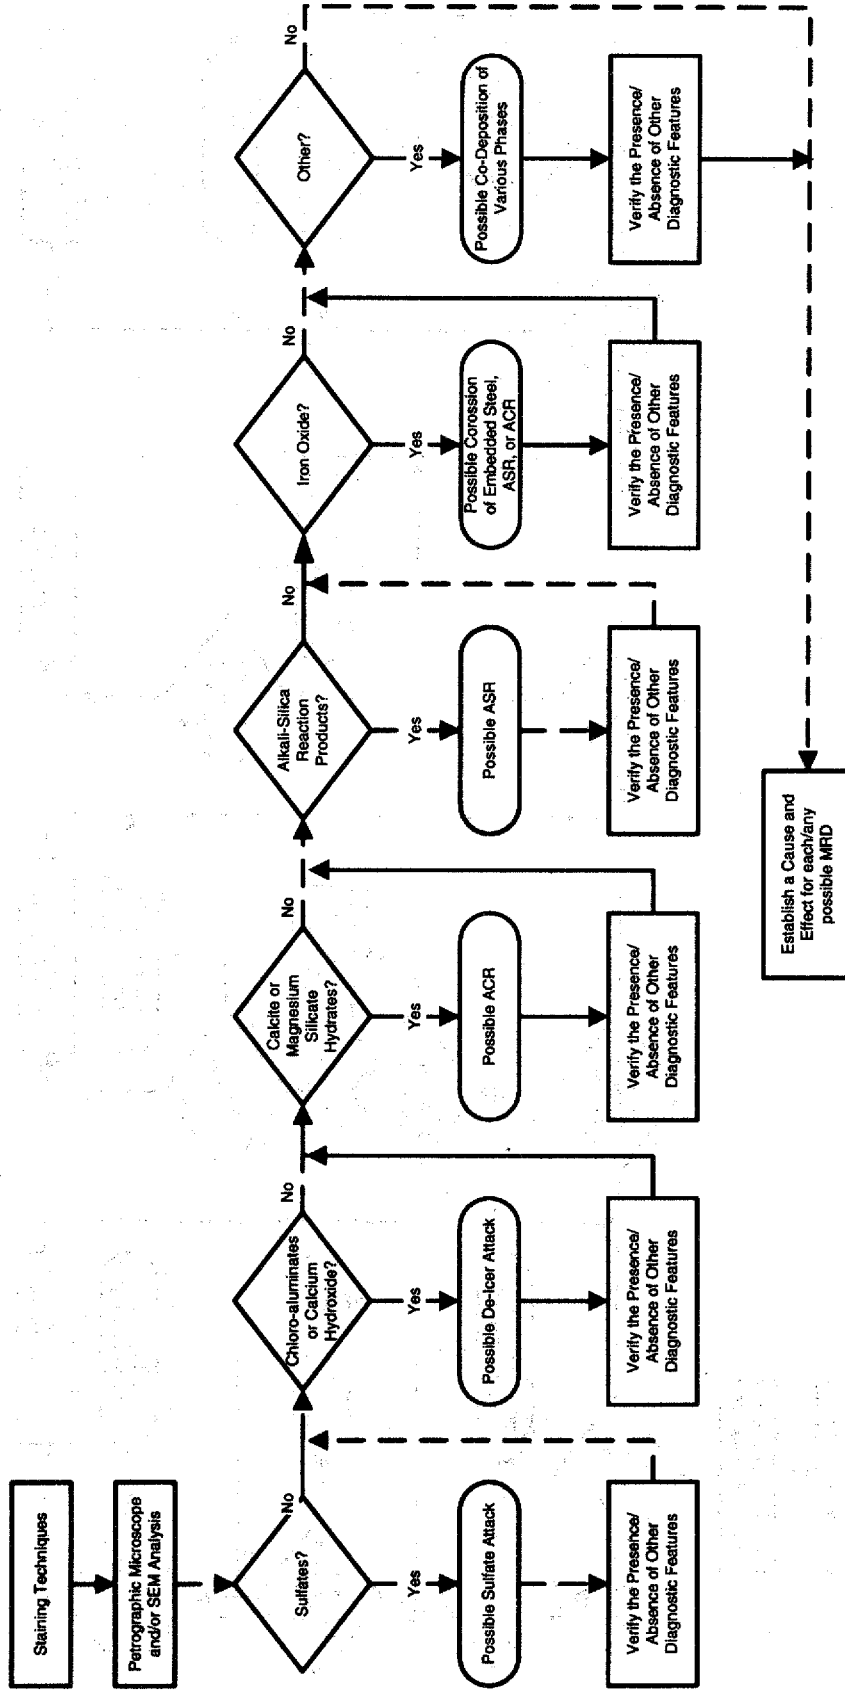 Staining Techniques
Petrographic Microscope
and/or SEM Analysis
Sulfates?
No
Yes
Possible Sulfate Attack
Verify the Presence/
Absence of Other
Diagnostic Features
Chloro-aluminates
or Calcium
Hydroxide?
No
Yes
Possible De-Icer Attack
Verify the Presence/
Absence of Other
Diagnostic Features
Calcite or
Magnesium
Silicate
Hydrates?
No
Yes
Possible ACR
Verify the Presence/
Absence of Other
Diagnostic Features
Alkali-Silica
Reaction
Products?
No
Yes
Possible ASR
Verify the Presence/
Absence of Other
Diagnostic Features
Iron Oxide?
No
Yes
Possible Corossion
of Embedded Steel,
ASR, or ACR
Verify the Presence/
Absence of Other
Diagnostic Features
Other?
No
Yes
Possible Co-Deposition of
Various Phases
Verify the Presence/
Absence of Other
Diagnostic Features
Establish a Cause and
Effect for each/any
possible MRD